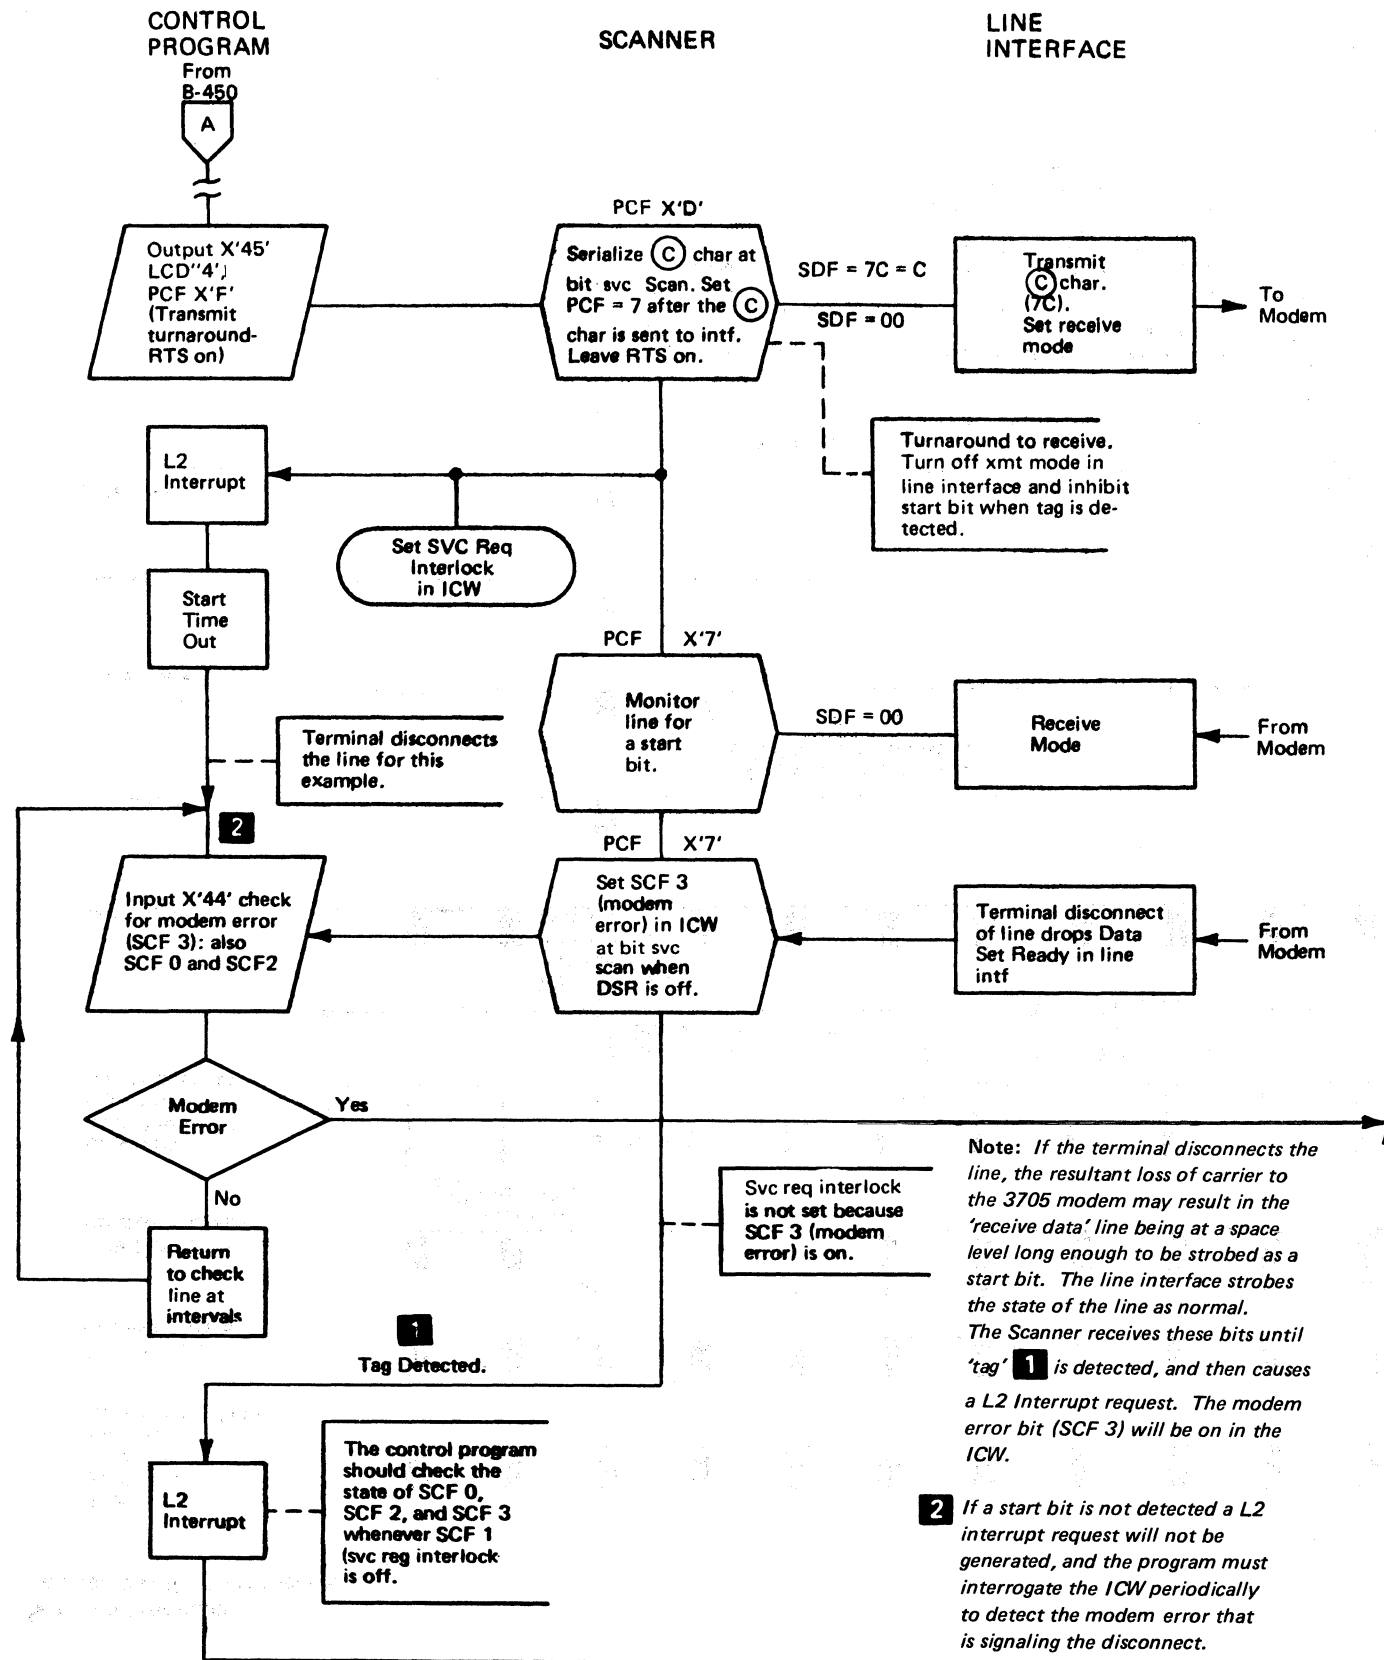 CONTROL
PROGRAM
SCANNER
LINE
INTERFACE
From
B-450
A
Output X'45'
LCD"4',
PCF X'F'
(Transmit
turnaround-
RTS on)
PCF X'D'
Serialize C char at
bit svc Scan. Set
PCF = 7 after the C
char is sent to intf.
Leave RTS on.
SDF = 7C = C
SDF = 00
Transmit
C char.
(7C).
Set receive
mode
To
Modem
Turnaround to receive.
Turn off xmt mode in
line interface and inhibit
start bit when tag is de-
tected.
L2
Interrupt
Set SVC Req
Interlock
in ICW
Start
Time
Out
PCF X'7'
Monitor
line for
a start
bit.
SDF = 00
Receive
Mode
From
Modem
Terminal disconnects
the line for this
example.
2
PCF X'7'
Input X'44' check
for modem error
(SCF 3): also
SCF 0 and SCF2
Set SCF 3
(modem
error) in ICW
at bit svc
scan when
DSR is off.
Terminal disconnect
of line drops Data
Set Ready in line
intf
From
Modem
Modem
Error
Yes
No
Return
to check
line at
intervals
Svc req interlock
is not set because
SCF 3 (modem
error) is on.
1
Tag Detected.
L2
Interrupt
The control program
should check the
state of SCF 0,
SCF 2, and SCF 3
whenever SCF 1
(svc reg interlock
is off.
Note: If the terminal disconnects the
line, the resultant loss of carrier to
the 3705 modem may result in the
'receive data' line being at a space
level long enough to be strobed as a
start bit. The line interface strobes
the state of the line as normal.
The Scanner receives these bits until
'tag' 1 is detected, and then causes
a L2 Interrupt request. The modem
error bit (SCF 3) will be on in the
ICW.
2 If a start bit is not detected a L2
interrupt request will not be
generated, and the program must
interrogate the ICW periodically
to detect the modem error that
is signaling the disconnect.